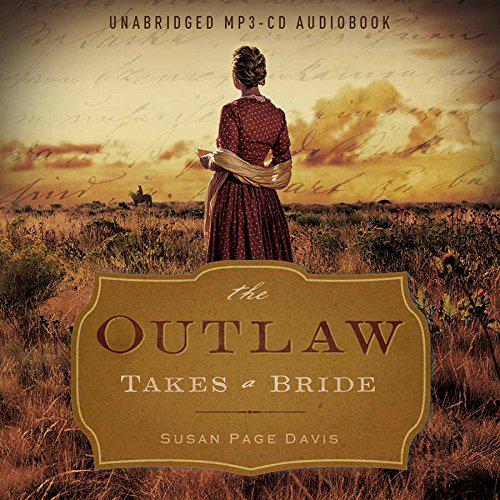 UNABRIDGED MP3-CD AUDIOBOOK
the
OUTLAW
TAKES a BRIDE
SUSAN PAGE DAVIS